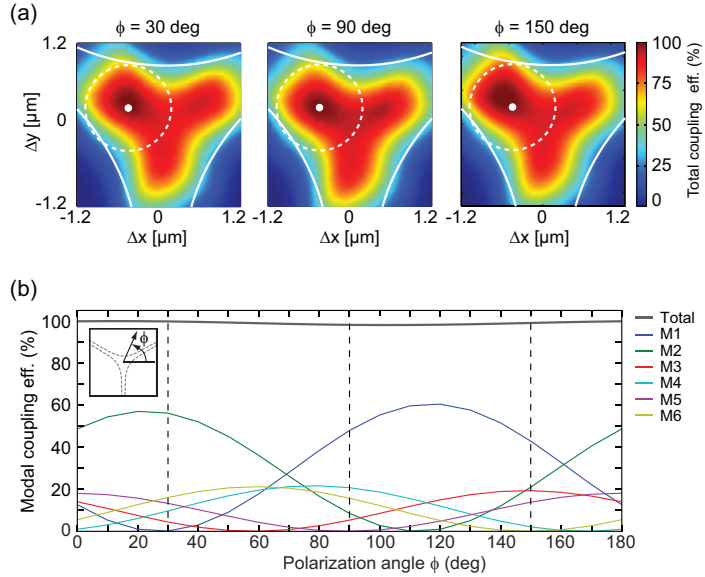 (a)
ϕ = 30 deg
ϕ = 90 deg
ϕ = 150 deg
1.2
0
-1.2
Δy [µm]
-1.2 0 1.2
Δx [µm]
-1.2 0 1.2
Δx [µm]
-1.2 0 1.2
Δx [µm]
100
75
50
25
0
Total coupling eff. (%)
(b)
100
80
60
40
20
0
Modal coupling eff. (%)
ϕ
0 20 40 60 80 100 120 140 160 180
Polarization angle ϕ (deg)
Total
M1
M2
M3
M4
M5
M6